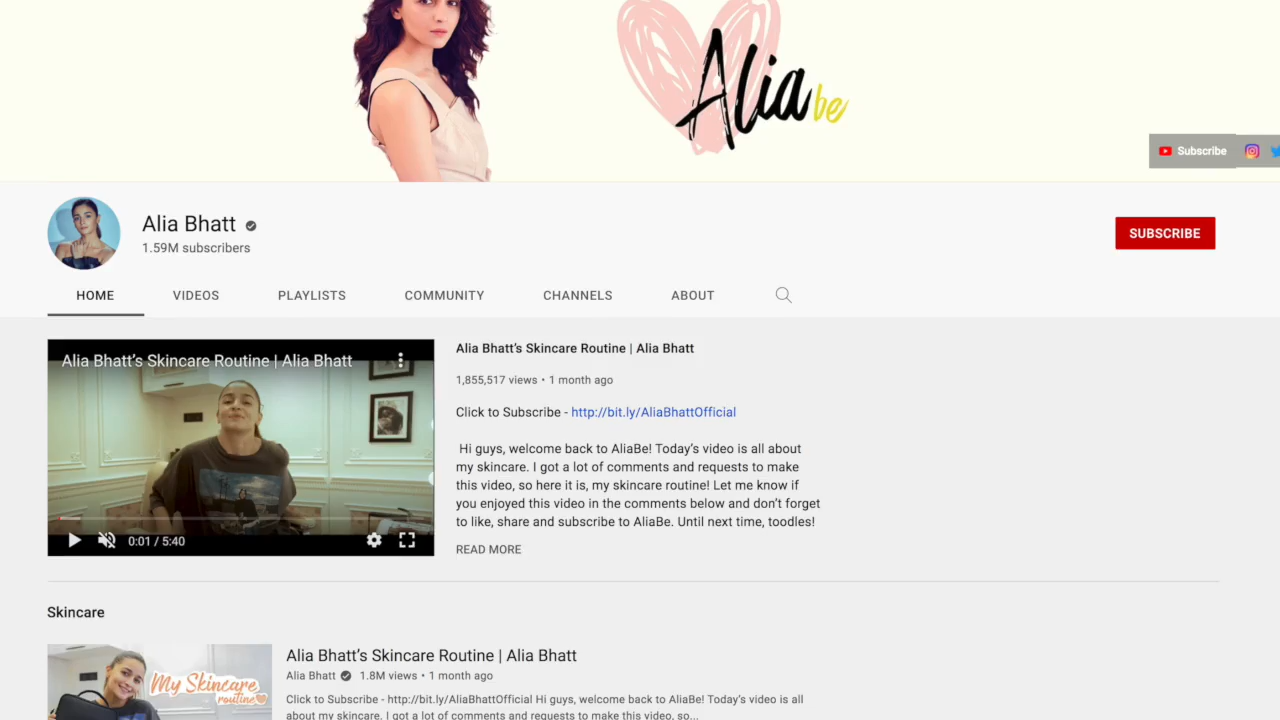 Alia be
Subscribe
Alia Bhatt
1.59M subscribers
SUBSCRIBE
HOME VIDEOS PLAYLISTS COMMUNITY CHANNELS ABOUT
Alia Bhatt’s Skincare Routine | Alia Bhatt
0:01 / 5:40
Alia Bhatt’s Skincare Routine | Alia Bhatt
1,855,517 views • 1 month ago
Click to Subscribe - http://bit.ly/AliaBhattOfficial
Hi guys, welcome back to AliaBe! Today’s video is all about
my skincare. I got a lot of comments and requests to make
this video, so here it is, my skincare routine! Let me know if
you enjoyed this video in the comments below and don’t forget
to like, share and subscribe to AliaBe. Until next time, toodles!
READ MORE
Skincare
My Skincare
routine
Alia Bhatt’s Skincare Routine | Alia Bhatt
Alia Bhatt 1.8M views • 1 month ago
Click to Subscribe - http://bit.ly/AliaBhattOfficial Hi guys, welcome back to AliaBe! Today’s video is all
about my skincare. I got a lot of comments and requests to make this video, so...